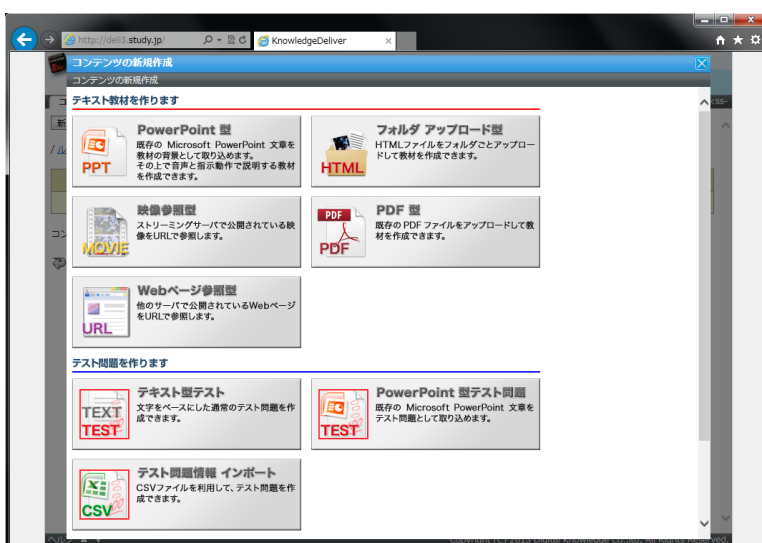 http://deli3.study.jp/
KnowledgeDeliver
コンテンツの新規作成
コンテンツの新規作成
テキスト教材を作ります
PPT
PowerPoint 型
既存の Microsoft PowerPoint 文章を
教材の背景として取り込めます。
その上で音声と指示動作で説明する教材
を作成できます。
HTML
フォルダ アップロード型
HTMLファイルをフォルダごとアップロー
ドして教材を作成できます。
MOVIE
映像参照型
ストリーミングサーバで公開されている映
像をURLで参照します。
PDF
PDF
PDF 型
既存の PDF ファイルをアップロードして教
材を作成できます。
URL
Webページ参照型
他のサーバで公開されているWebページ
をURLで参照します。
テスト問題を作ります
TEXT
TEST
テキスト型テスト
文字をベースにした通常のテスト問題を作
成できます。
TEST
PowerPoint 型テスト問題
既存の Microsoft PowerPoint 文章を
テスト問題として取り込めます。
CSV
テスト問題情報 インポート
CSVファイルを利用して、テスト問題を作
成できます。